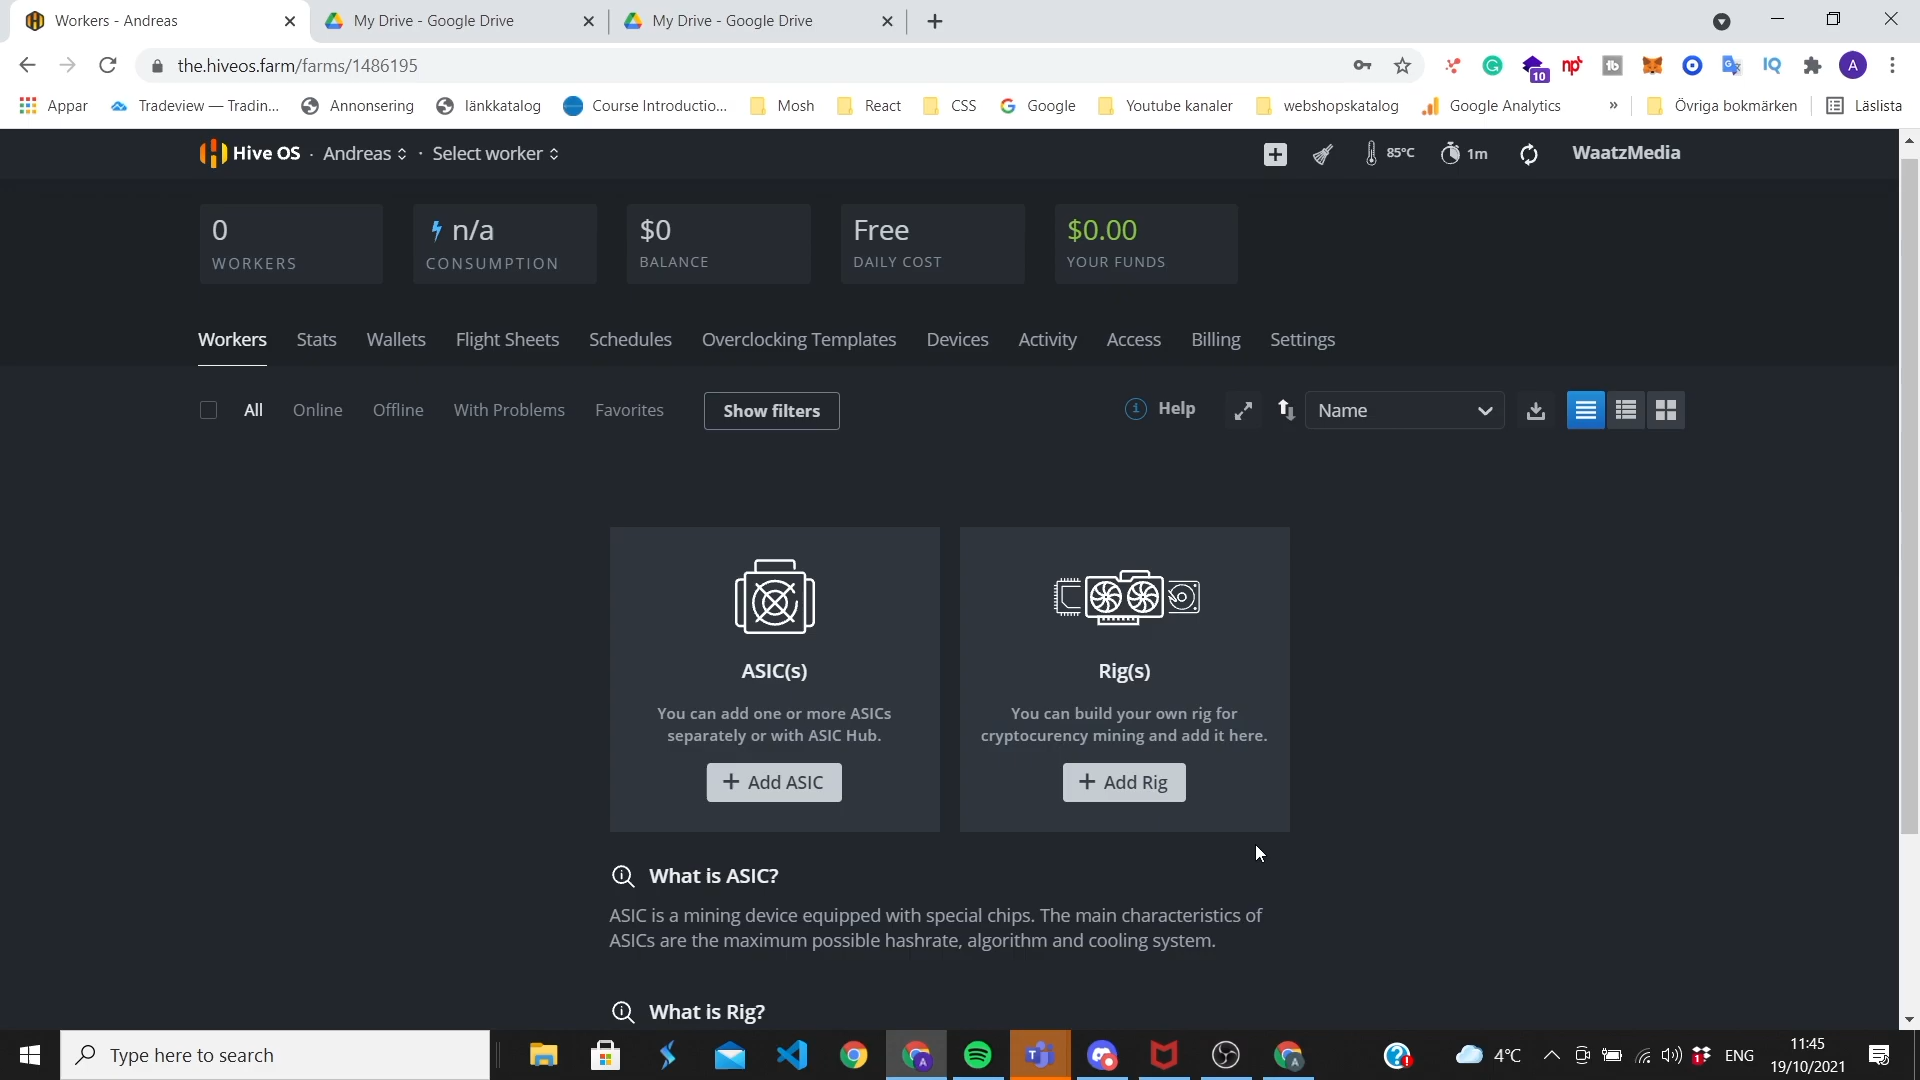 Workers - Andreas
My Drive - Google Drive
My Drive - Google Drive
the.hiveos.farm/farms/1486195
10
np
tb
IQ
A
Appar
Tradeview — Tradin...
Annonsering
länkkatalog
Course Introductio...
Mosh
React
CSS
Google
Youtube kanaler
webshopskatalog
Google Analytics
»
Övriga bokmärken
Läslista
Hive OS · Andreas · Select worker
85°C
1m
WaatzMedia
0
WORKERS
n/a
CONSUMPTION
$0
BALANCE
Free
DAILY COST
$0.00
YOUR FUNDS
Workers
Stats
Wallets
Flight Sheets
Schedules
Overclocking Templates
Devices
Activity
Access
Billing
Settings
All
Online
Offline
With Problems
Favorites
Show filters
Help
Name
ASIC(s)
You can add one or more ASICs
separately or with ASIC Hub.
+ Add ASIC
Rig(s)
You can build your own rig for
cryptocurency mining and add it here.
+ Add Rig
What is ASIC?
ASIC is a mining device equipped with special chips. The main characteristics of
ASICs are the maximum possible hashrate, algorithm and cooling system.
What is Rig?
Type here to search
4°C
ENG
11:45
19/10/2021